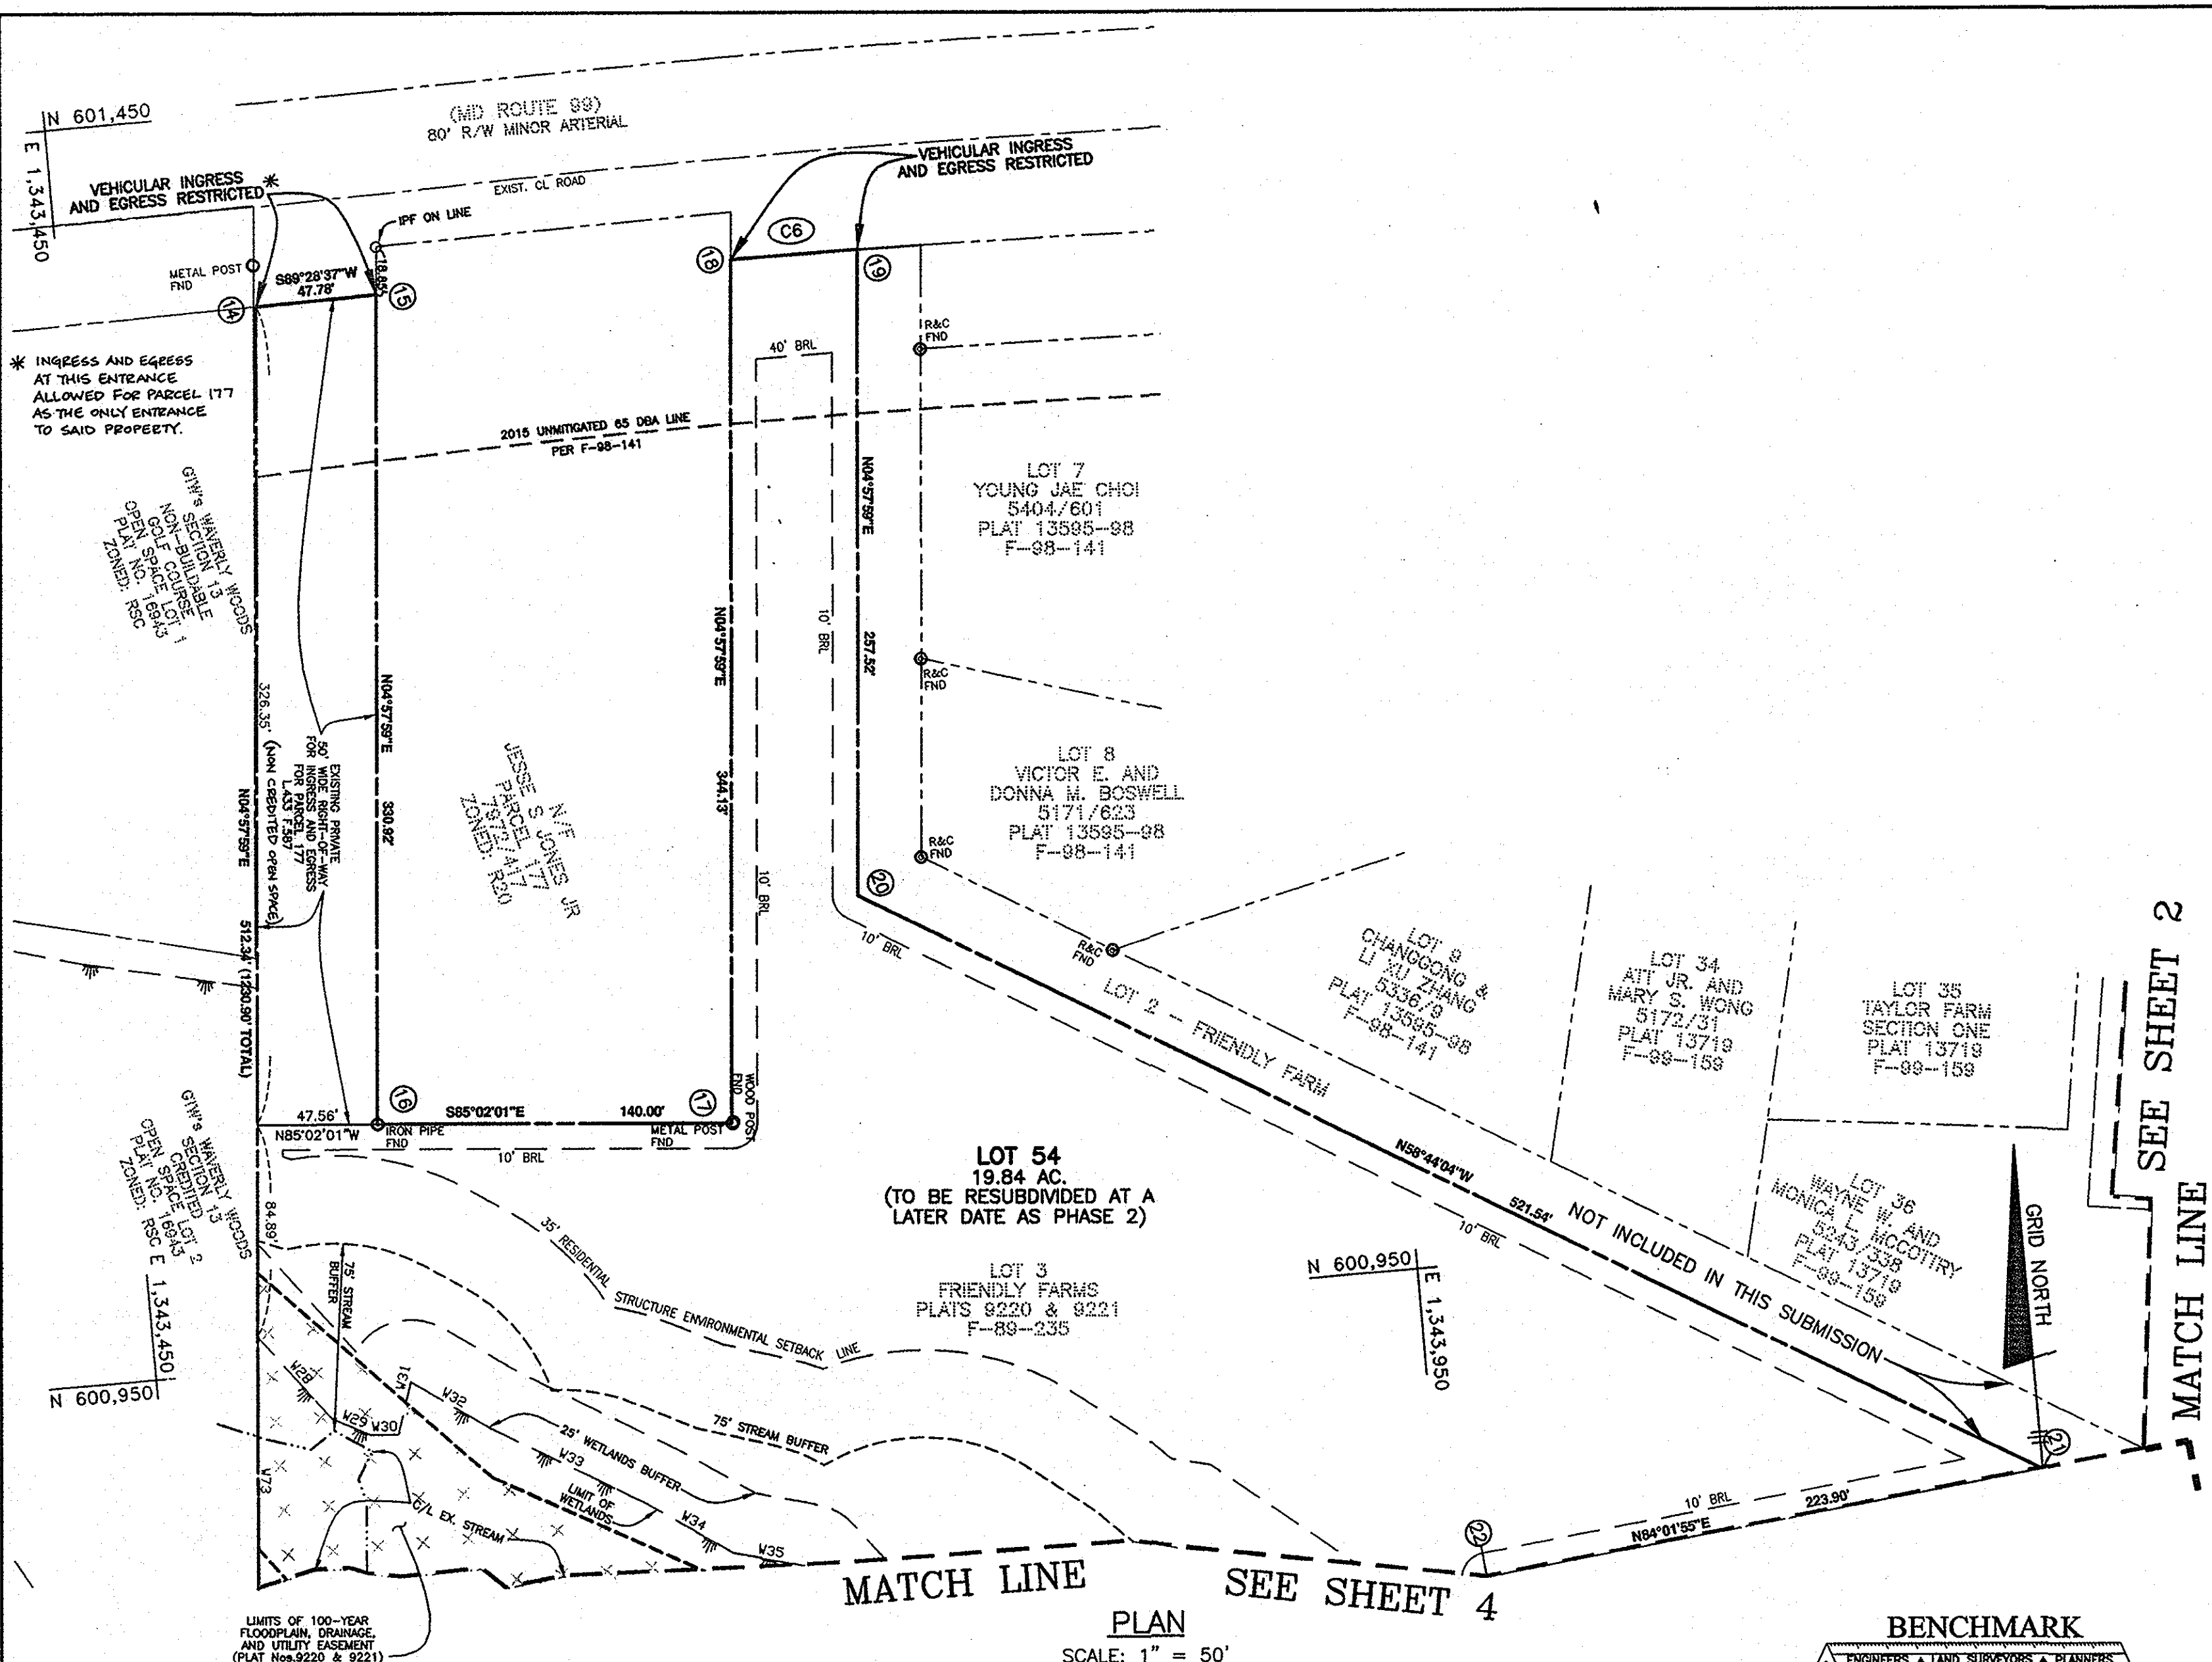 N 601,450
E 1,343,450
(MD ROUTE 99)
80' R/W MINOR ARTERIAL
VEHICULAR INGRESS
AND EGRESS RESTRICTED
*
EXIST. CL ROAD
VEHICULAR INGRESS
AND EGRESS RESTRICTED
IPF ON LINE
METAL POST
FND
S89°28'37"W
47.78'
18.85'
14
15
18
C6
19
* INGRESS AND EGRESS
AT THIS ENTRANCE
ALLOWED FOR PARCEL 177
AS THE ONLY ENTRANCE
TO SAID PROPERTY.
40' BRL
R&C
FND
2015 UNMITIGATED 65 DBA LINE
PER F-98-141
GTW's WAVERLY WOODS
SECTION 13
NON-BUILDABLE
GOLF COURSE
OPEN SPACE LOT 1
PLAT NO. 16943
ZONED: RSC
N04°57'59"E
257.52'
10' BRL
LOT 7
YOUNG JAE CHOI
5404/601
PLAT 13595-98
F-98-141
R&C
FND
N04°57'59"E
344.13'
10' BRL
N04°57'59"E
330.92'
326.35' (NON CREDITED OPEN SPACE)
EXISTING PRIVATE
50' WIDE RIGHT-OF-WAY
FOR INGRESS AND EGRESS
FOR PARCEL 177
L.433 F.587
N04°57'59"E
512.34' (1230.90' TOTAL)
N/F
JESSE S JONES JR
PARCEL 177
7972/417
ZONED: R20
LOT 8
VICTOR E. AND
DONNA M. BOSWELL
5171/623
PLAT 13595-98
F-98-141
R&C
FND
20
10' BRL
R&C
FND
LOT 2 - FRIENDLY FARM
LOT 9
CHANGGONG &
LI XU ZHANG
5336/9
PLAT 13595-98
F-98-141
LOT 34
ATT JR. AND
MARY S. WONG
5172/31
PLAT 13719
F-99-159
LOT 35
TAYLOR FARM
SECTION ONE
PLAT 13719
F-99-159
MATCH LINE SEE SHEET 2
47.56'
N85°02'01"W
16
IRON PIPE
FND
S85°02'01"E
140.00'
17
METAL POST
FND
WOOD POST
FND
10' BRL
LOT 54
19.84 AC.
(TO BE RESUBDIVIDED AT A
LATER DATE AS PHASE 2)
N58°44'04"W
521.54'
10' BRL
NOT INCLUDED IN THIS SUBMISSION
LOT 36
WAYNE W. AND
MONICA L. MCCOTTRY
5243/338
PLAT 13719
F-99-159
GRID NORTH
GTW's WAVERLY WOODS
SECTION 13
CREDITED
OPEN SPACE LOT 2
PLAT NO. 16943
ZONED: RSC
84.89'
75' STREAM
BUFFER
35' RESIDENTIAL
STRUCTURE ENVIRONMENTAL SETBACK LINE
LOT 3
FRIENDLY FARMS
PLATS 9220 & 9221
F-89-235
N 600,950
E 1,343,950
E 1,343,450
N 600,950
W28
W29
W30
W31
W32
25' WETLANDS BUFFER
W33
LIMIT OF
WETLANDS
75' STREAM BUFFER
W34
W35
W73
C/L EX. STREAM
21
10' BRL
223.90'
N84°01'55"E
22
MATCH LINE SEE SHEET 4
LIMITS OF 100-YEAR
FLOODPLAIN, DRAINAGE,
AND UTILITY EASEMENT
(PLAT Nos.9220 & 9221)
PLAN
SCALE: 1" = 50'
BENCHMARK
ENGINEERS ▲ LAND SURVEYORS ▲ PLANNERS